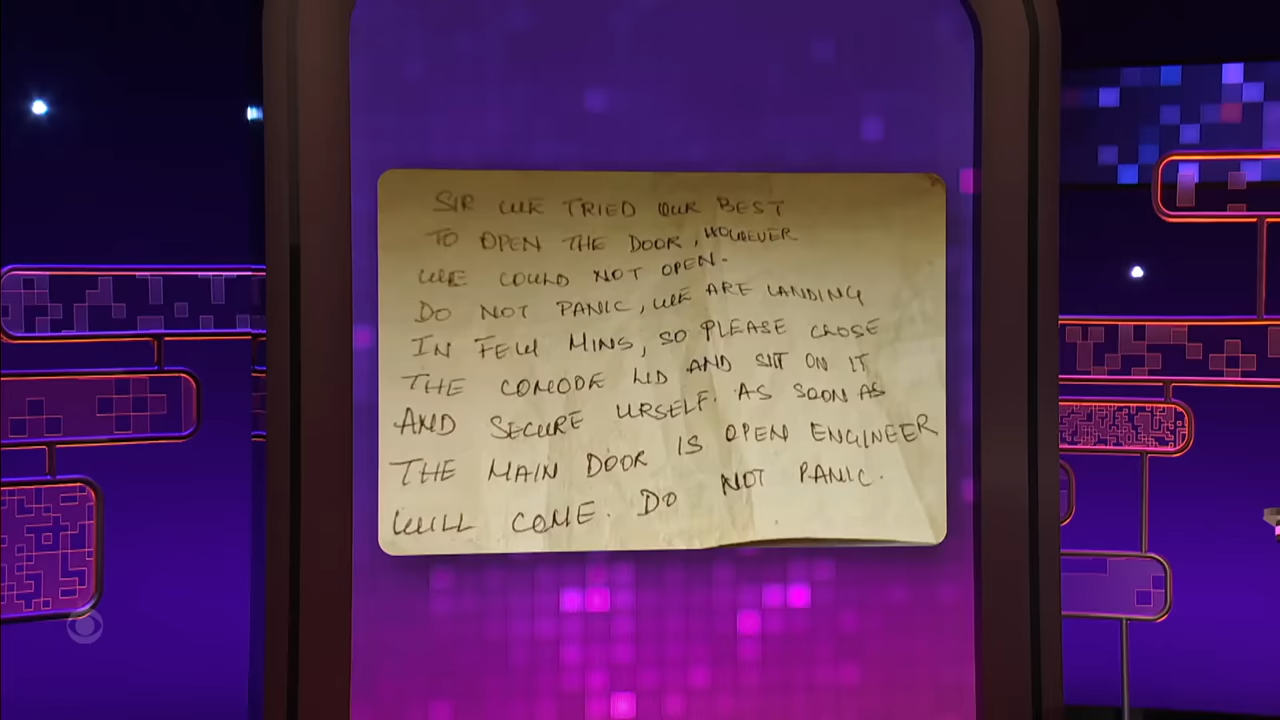 SIR WE TRIED OUR BEST
TO OPEN THE DOOR, HOWEVER
WE COULD NOT OPEN.
DO NOT PANIC, WE ARE LANDING
IN FEW MINS, SO PLEASE CLOSE
THE COMODE LID AND SIT ON IT
AND SECURE URSELF. AS SOON AS
THE MAIN DOOR IS OPEN ENGINEER
WILL COME. DO NOT PANIC.